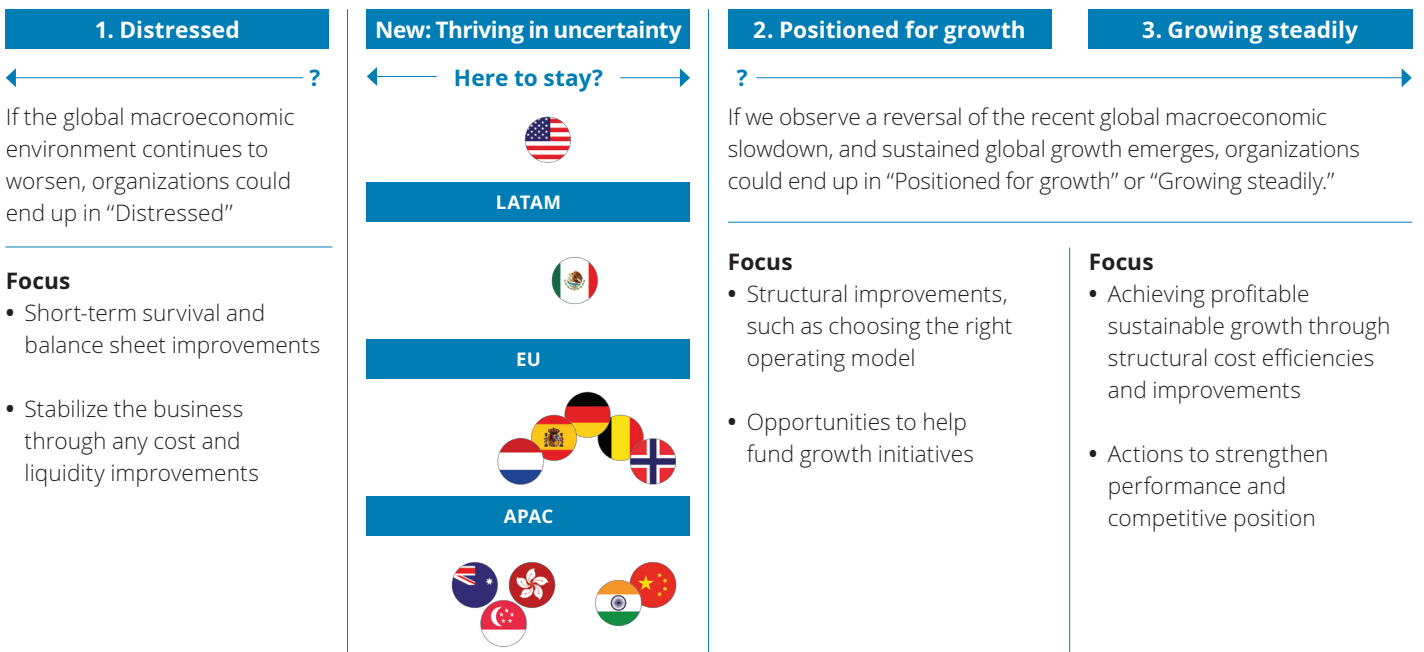 1. Distressed
?
If the global macroeconomic
environment continues to
worsen, organizations could
end up in “Distressed”
Focus
• Short-term survival and
balance sheet improvements
• Stabilize the business
through any cost and
liquidity improvements
New: Thriving in uncertainty
Here to stay?
LATAM
EU
APAC
2. Positioned for growth
3. Growing steadily
?
If we observe a reversal of the recent global macroeconomic
slowdown, and sustained global growth emerges, organizations
could end up in “Positioned for growth” or “Growing steadily.”
Focus
• Structural improvements,
such as choosing the right
operating model
• Opportunities to help
fund growth initiatives
Focus
• Achieving profitable
sustainable growth through
structural cost efficiencies
and improvements
• Actions to strengthen
performance and
competitive position